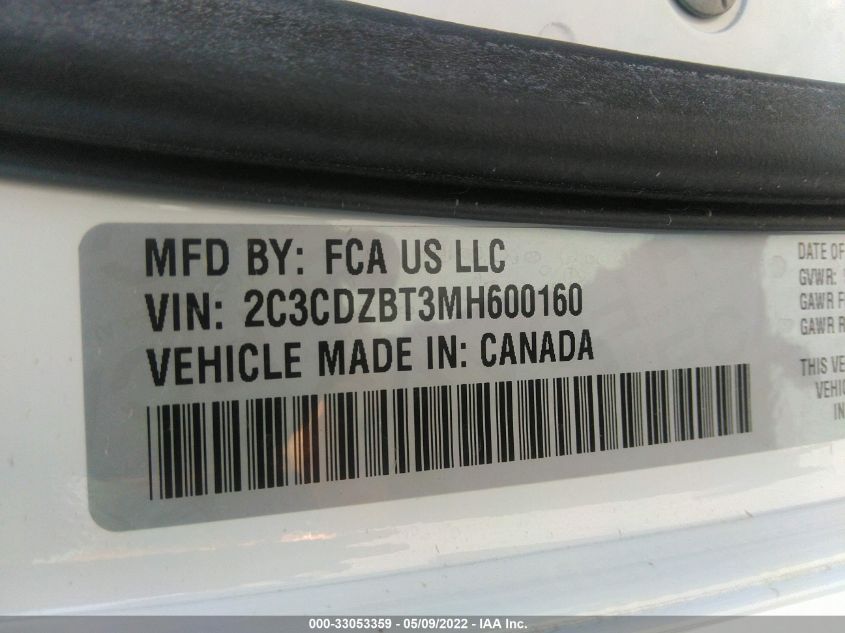 MFD BY: FCA US LLC
VIN: 2C3CDZBT3MH600160
VEHICLE MADE IN: CANADA
DATE OF
GVWR:
GAWR F
GAWR R
THIS VE
VEHI
IN
000-33053359 - 05/09/2022 - IAA Inc.